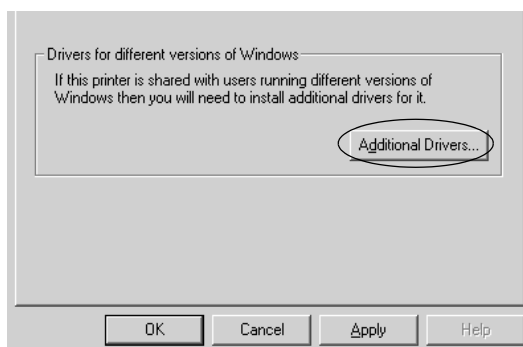 Drivers for different versions of Windows
If this printer is shared with users running different versions of
Windows then you will need to install additional drivers for it.
Additional Drivers...
OK Cancel Apply Help